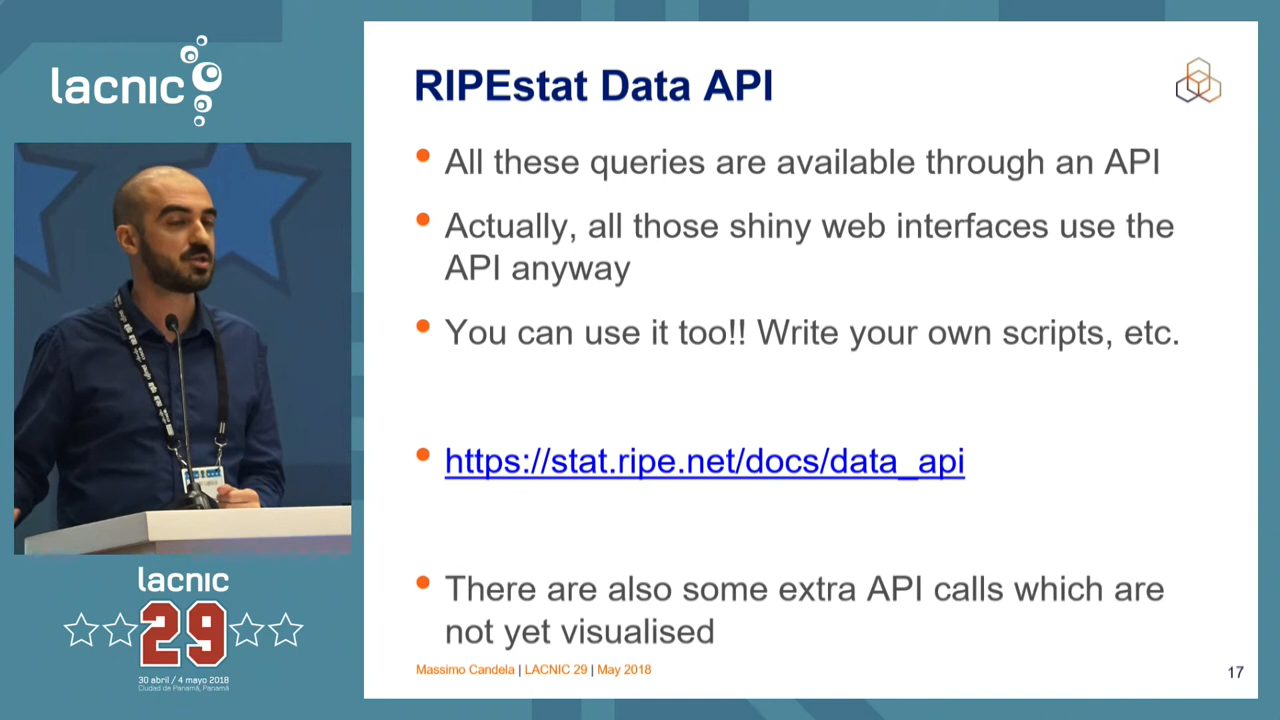 lacnic
RIPEstat Data API
All these queries are available through an API
Actually, all those shiny web interfaces use the
API anyway
You can use it too!! Write your own scripts, etc.
https://stat.ripe.net/docs/data_api
There are also some extra API calls which are
not yet visualised
Massimo Candela | LACNIC 29 | May 2018
17
lacnic
29
30 abril / 4 mayo 2018
Ciudad de Panamá, Panamá